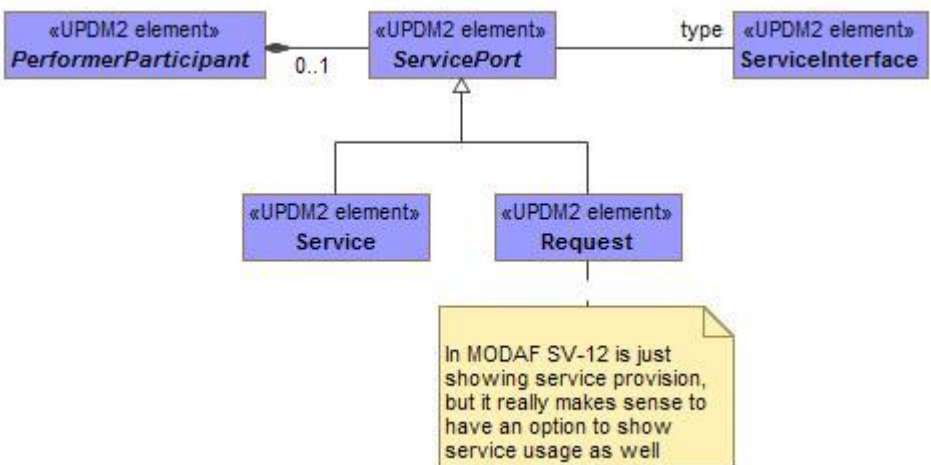 «UPDM2 element»
PerformerParticipant
0..1
«UPDM2 element»
ServicePort
type
«UPDM2 element»
ServiceInterface
«UPDM2 element»
Service
«UPDM2 element»
Request
In MODAF SV-12 is just
showing service provision,
but it really makes sense to
have an option to show
service usage as well